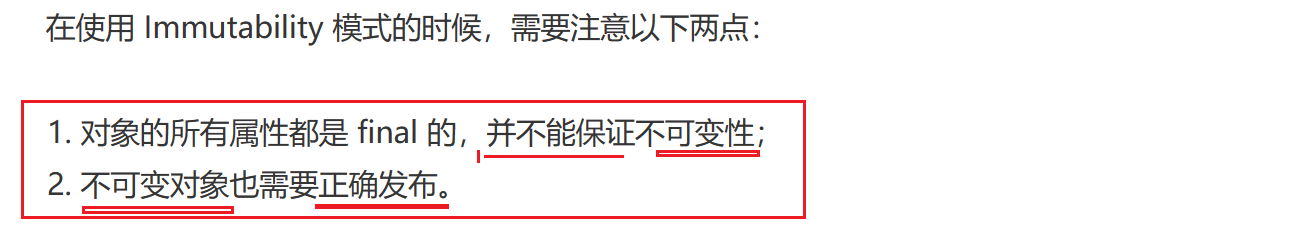 在使用 Immutability 模式的时候，需要注意以下两点：
1. 对象的所有属性都是 final 的，并不能保证不可变性；
2. 不可变对象也需要正确发布。